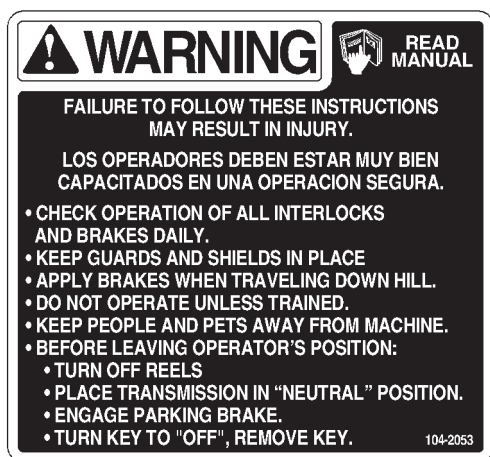 WARNING
READ
MANUAL
FAILURE TO FOLLOW THESE INSTRUCTIONS
MAY RESULT IN INJURY.
LOS OPERADORES DEBEN ESTAR MUY BIEN
CAPACITADOS EN UNA OPERACION SEGURA.
• CHECK OPERATION OF ALL INTERLOCKS
AND BRAKES DAILY.
• KEEP GUARDS AND SHIELDS IN PLACE
• APPLY BRAKES WHEN TRAVELING DOWN HILL.
• DO NOT OPERATE UNLESS TRAINED.
• KEEP PEOPLE AND PETS AWAY FROM MACHINE.
• BEFORE LEAVING OPERATOR'S POSITION:
• TURN OFF REELS
• PLACE TRANSMISSION IN “NEUTRAL” POSITION.
• ENGAGE PARKING BRAKE.
• TURN KEY TO "OFF", REMOVE KEY.
104-2053